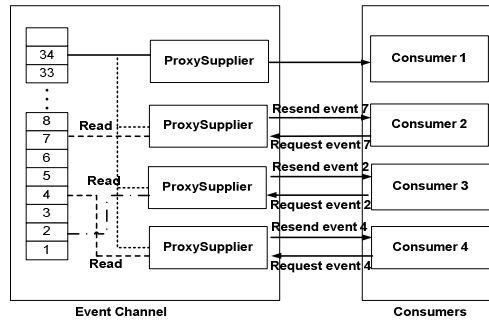 34
33
8
7
6
5
4
3
2
1
Read
Read
Read
ProxySupplier
ProxySupplier
ProxySupplier
ProxySupplier
Resend event 7
Request event 7
Resend event 2
Request event 2
Resend event 4
Request event 4
Consumer 1
Consumer 2
Consumer 3
Consumer 4
Event Channel
Consumers